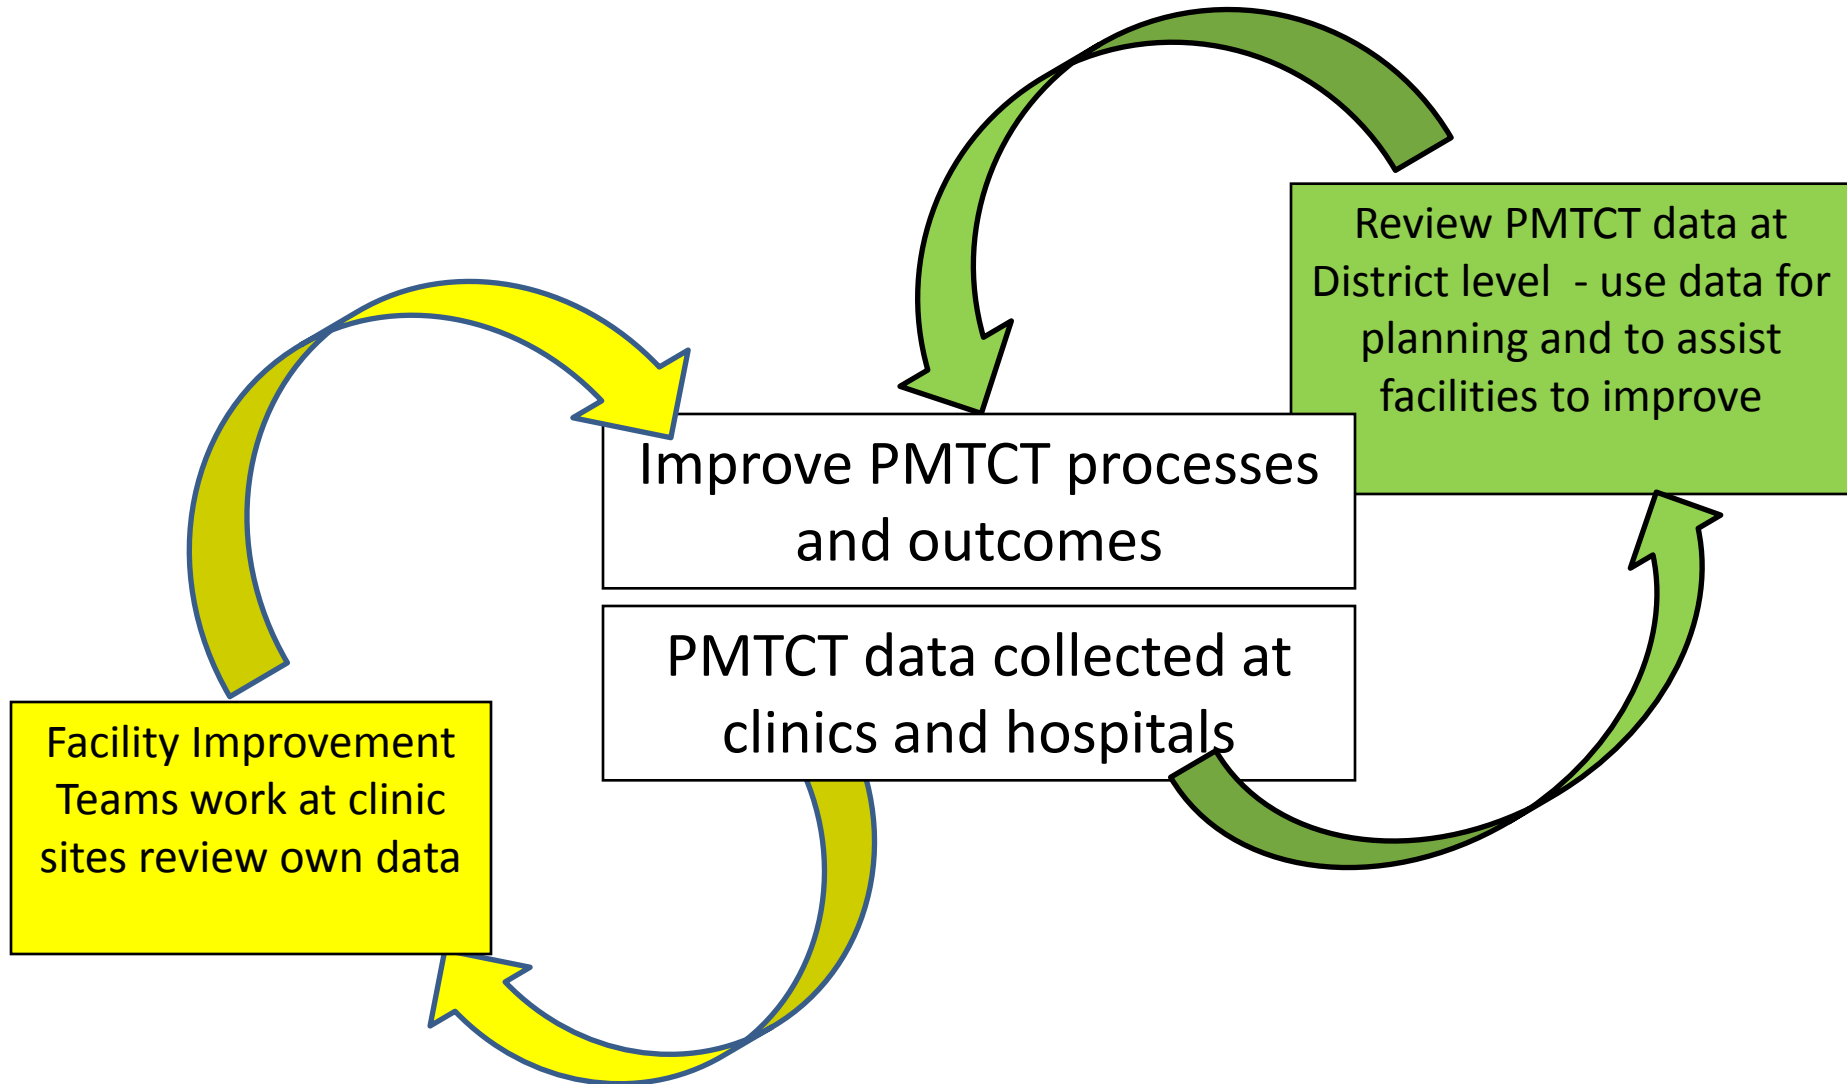 Review PMTCT data at
District level - use data for
planning and to assist
facilities to improve
Improve PMTCT processes
and outcomes
PMTCT data collected at
clinics and hospitals
Facility Improvement
Teams work at clinic
sites review own data